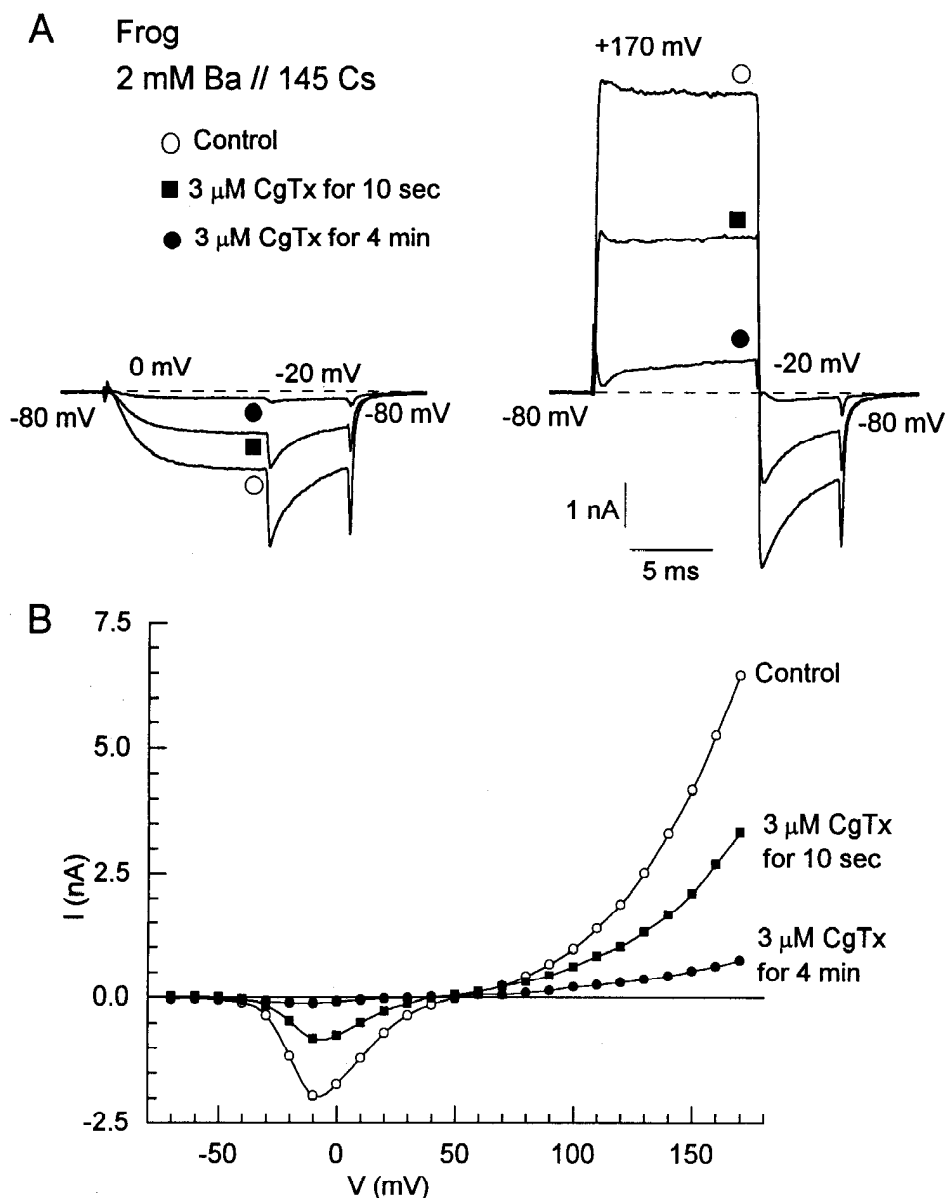 A
Frog
2 mM Ba // 145 Cs
Control
3 μM CgTx for 10 sec
3 μM CgTx for 4 min
0 mV
-20 mV
-80 mV
-80 mV
+170 mV
-20 mV
-80 mV
-80 mV
1 nA
5 ms
B
7.5
5.0
2.5
0.0
-2.5
I (nA)
-50
0
50
100
150
V (mV)
Control
3 μM CgTx
for 10 sec
3 μM CgTx
for 4 min